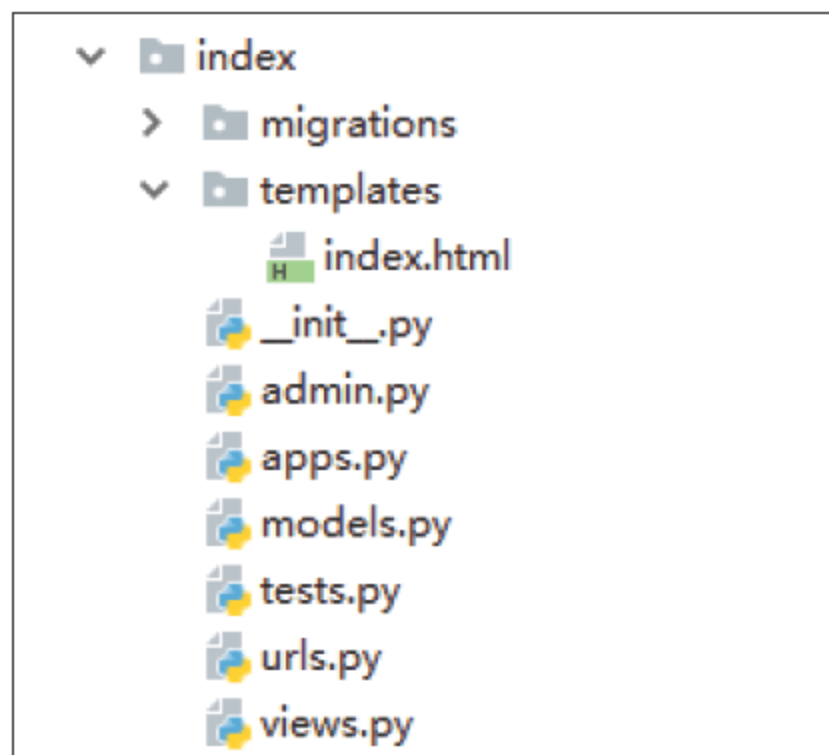 index
migrations
templates
H index.html
__init__.py
admin.py
apps.py
models.py
tests.py
urls.py
views.py